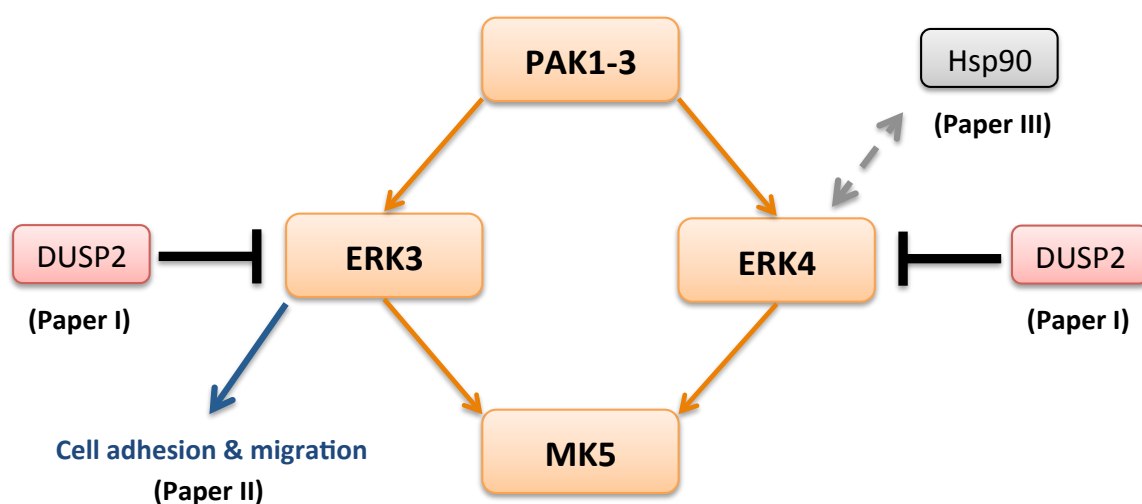 PAK1-3
Hsp90
(Paper III)
DUSP2
ERK3
ERK4
DUSP2
(Paper I)
(Paper I)
Cell adhesion & migration
(Paper II)
MK5